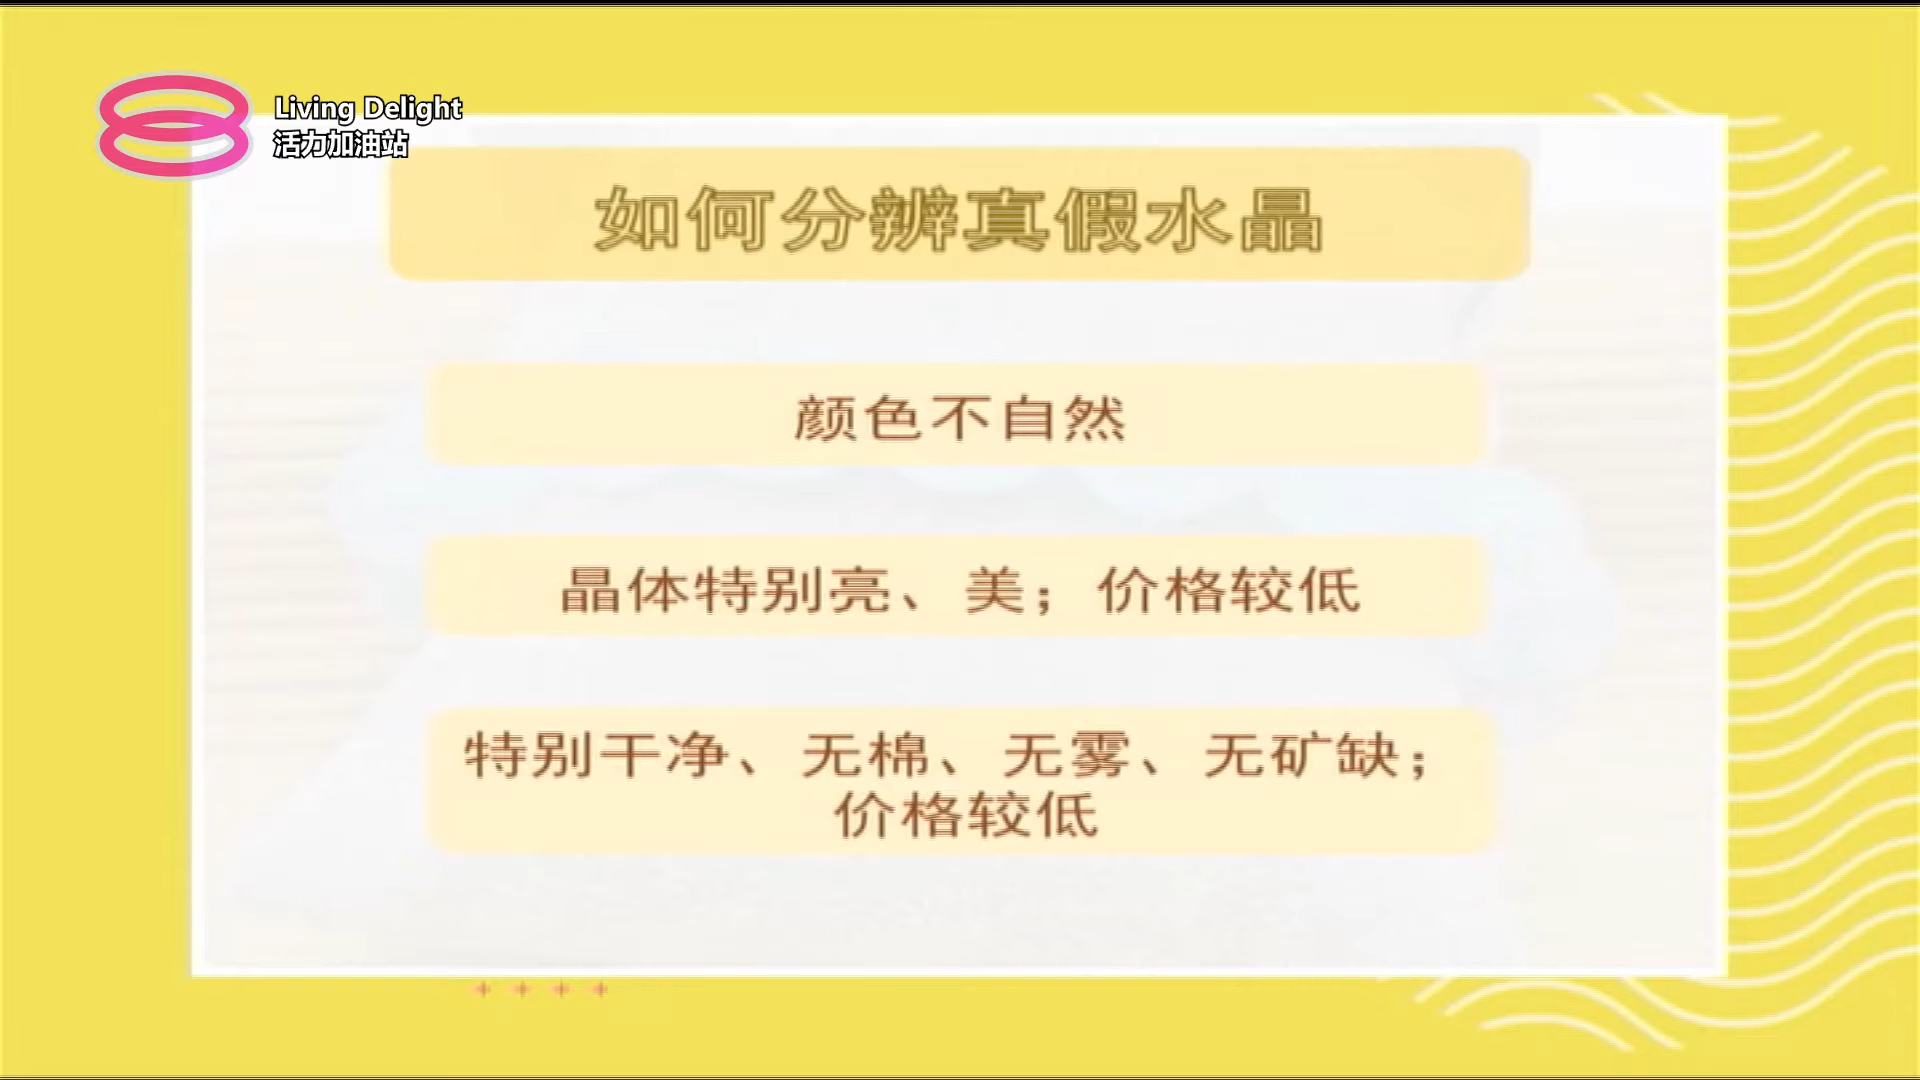 Living Delight
活力加油站
如何分辨真假水晶
颜色不自然
晶体特别亮、美；价格较低
特别干净、无棉、无雾、无矿缺；
价格较低